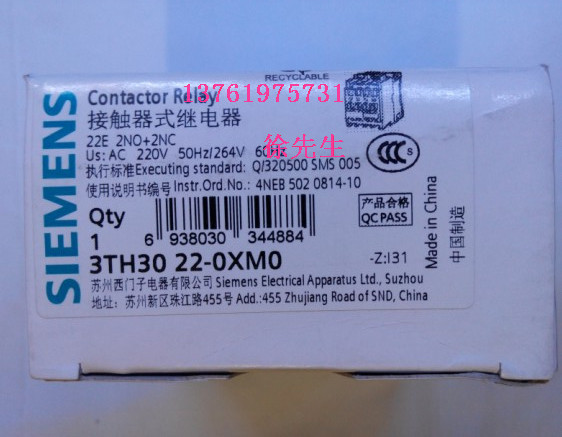 SIEMENS
RECYCLABLE
Contactor Relay
13761975731
接触器式继电器
徐先生
22E 2NO+2NC
Us: AC 220V 50Hz/264V 60Hz
执行标准Executing standard: Q/320500 SMS 005
使用说明书编号 Instr.Ord.No.: 4NEB 502 0814-10
CCC S
产品合格
QC PASS
Qty
1
6 938030 344884
3TH30 22-0XM0
-Z:I31
Made in China
中国制造
苏州西门子电器有限公司 Siemens Electrical Apparatus Ltd., Suzhou
地址: 苏州新区珠江路455号 Add.:455 Zhujiang Road of SND, China